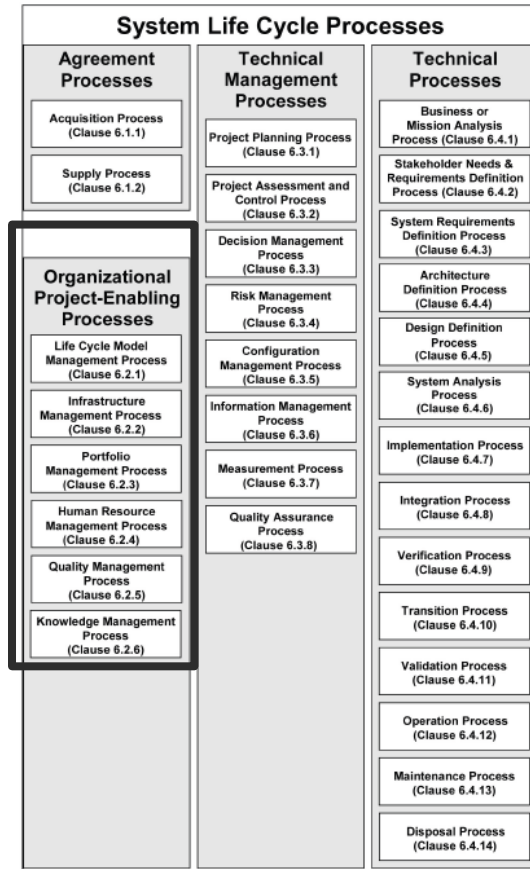 System Life Cycle Processes
Agreement
Processes
Acquisition Process
(Clause 6.1.1)
Supply Process
(Clause 6.1.2)
Organizational
Project-Enabling
Processes
Life Cycle Model
Management Process
(Clause 6.2.1)
Infrastructure
Management Process
(Clause 6.2.2)
Portfolio
Management Process
(Clause 6.2.3)
Human Resource
Management Process
(Clause 6.2.4)
Quality Management
Process
(Clause 6.2.5)
Knowledge Management
Process
(Clause 6.2.6)
Technical
Management
Processes
Project Planning Process
(Clause 6.3.1)
Project Assessment and
Control Process
(Clause 6.3.2)
Decision Management
Process
(Clause 6.3.3)
Risk Management
Process
(Clause 6.3.4)
Configuration
Management Process
(Clause 6.3.5)
Information Management
Process
(Clause 6.3.6)
Measurement Process
(Clause 6.3.7)
Quality Assurance
Process
(Clause 6.3.8)
Technical
Processes
Business or
Mission Analysis
Process (Clause 6.4.1)
Stakeholder Needs &
Requirements Definition
Process (Clause 6.4.2)
System Requirements
Definition Process
(Clause 6.4.3)
Architecture
Definition Process
(Clause 6.4.4)
Design Definition
Process
(Clause 6.4.5)
System Analysis
Process
(Clause 6.4.6)
Implementation Process
(Clause 6.4.7)
Integration Process
(Clause 6.4.8)
Verification Process
(Clause 6.4.9)
Transition Process
(Clause 6.4.10)
Validation Process
(Clause 6.4.11)
Operation Process
(Clause 6.4.12)
Maintenance Process
(Clause 6.4.13)
Disposal Process
(Clause 6.4.14)